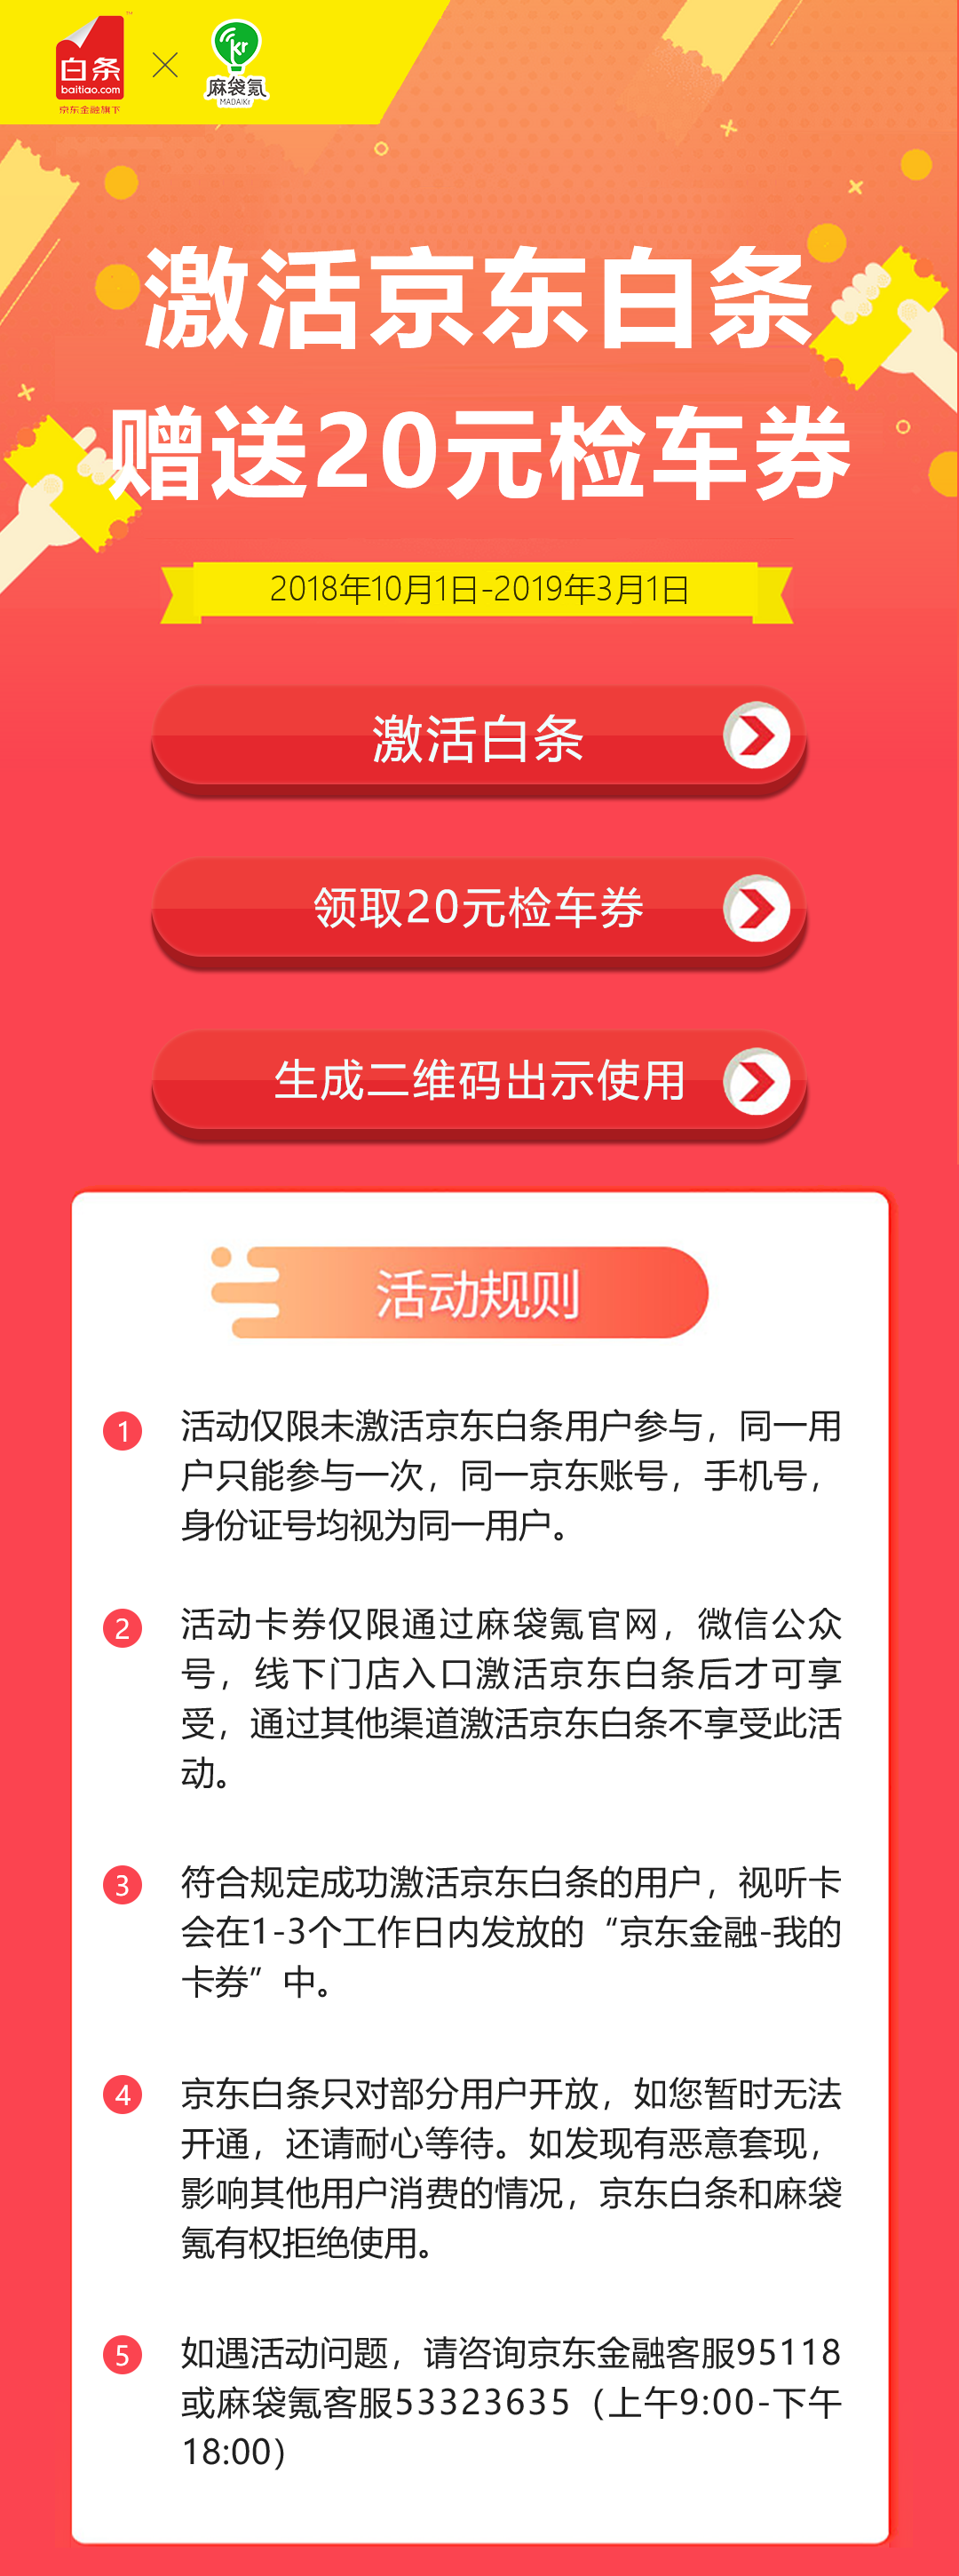 白条
™
baitiao.com
京东金融旗下
kr
麻袋氪
MADAIKr
激活京东白条
赠送20元检车券
2018年10月1日-2019年3月1日
激活白条
领取20元检车券
生成二维码出示使用
活动规则
1 活动仅限未激活京东白条用户参与，同一用
户只能参与一次，同一京东账号，手机号，
身份证号均视为同一用户。
2 活动卡券仅限通过麻袋氪官网，微信公众
号，线下门店入口激活京东白条后才可享
受，通过其他渠道激活京东白条不享受此活
动。
3 符合规定成功激活京东白条的用户，视听卡
会在1-3个工作日内发放的“京东金融-我的
卡券”中。
4 京东白条只对部分用户开放，如您暂时无法
开通，还请耐心等待。如发现有恶意套现，
影响其他用户消费的情况，京东白条和麻袋
氪有权拒绝使用。
5 如遇活动问题，请咨询京东金融客服95118
或麻袋氪客服53323635（上午9:00-下午
18:00）